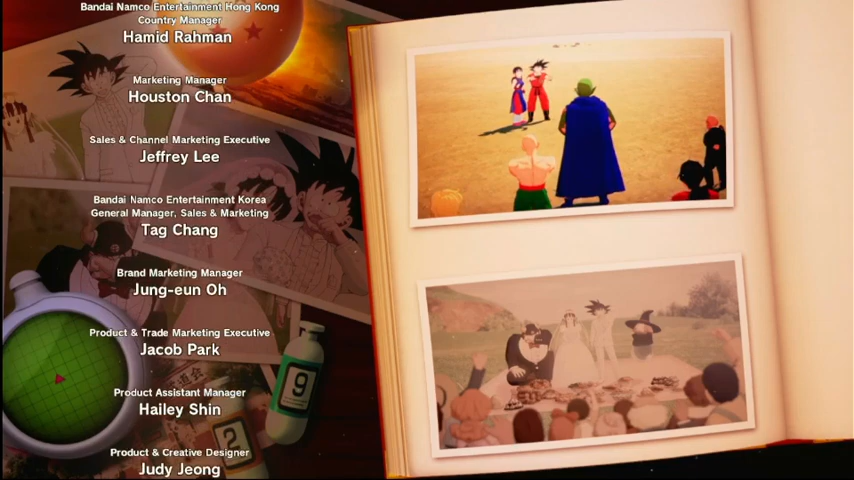 Bandai Namco Entertainment Hong Kong
Country Manager
Hamid Rahman
Marketing Manager
Houston Chan
Sales & Channel Marketing Executive
Jeffrey Lee
Bandai Namco Entertainment Korea
General Manager, Sales & Marketing
Tag Chang
Brand Marketing Manager
Jung-eun Oh
Product & Trade Marketing Executive
Jacob Park
Product Assistant Manager
Hailey Shin
Product & Creative Designer
Judy Jeong
9
2